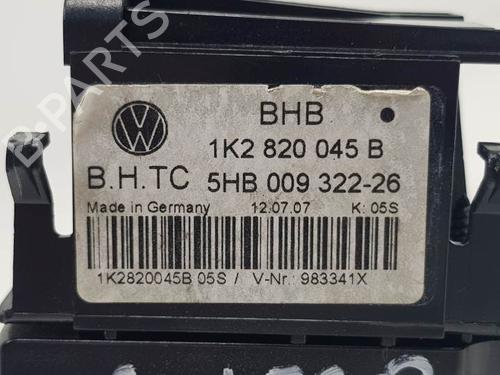 B-PARTS
BHB
1K2 820 045 B
B.H.TC 5HB 009 322-26
Made in Germany 12.07.07 K: 05S
1K2820045B 05S / V-Nr.: 983341X